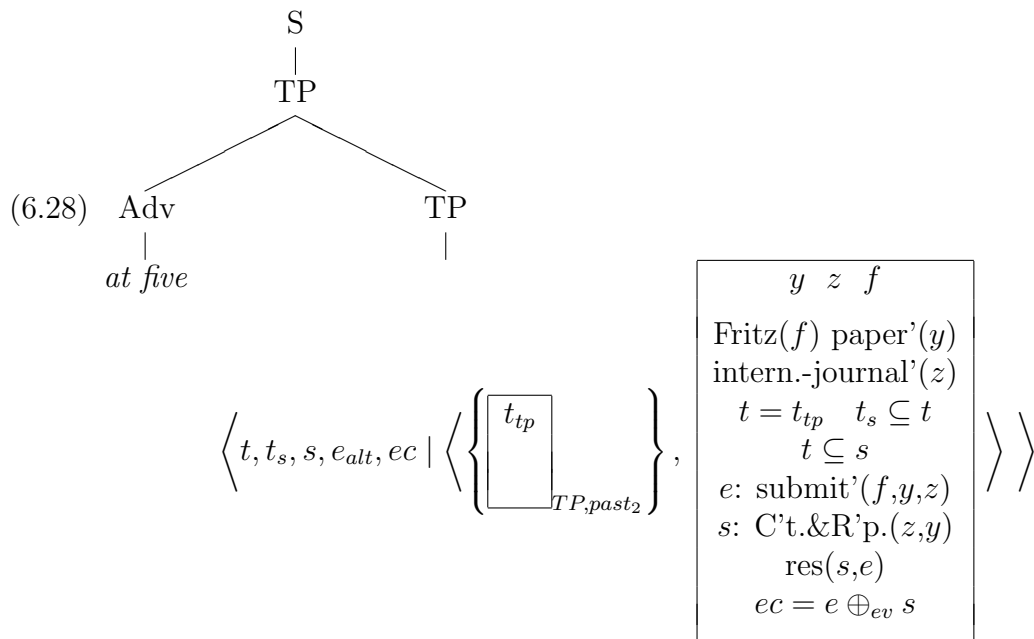 S
TP
(6.28) Adv TP
at five
⟨ t, t_s, s, e_alt, ec | ⟨ { t_tp TP,past_2 } ,
y z f
Fritz(f) paper'(y)
intern.-journal'(z)
t = t_tp t_s ⊆ t
t ⊆ s
e: submit'(f,y,z)
s: C't.&R'p.(z,y)
res(s,e)
ec = e ⊕_ev s
⟩ ⟩